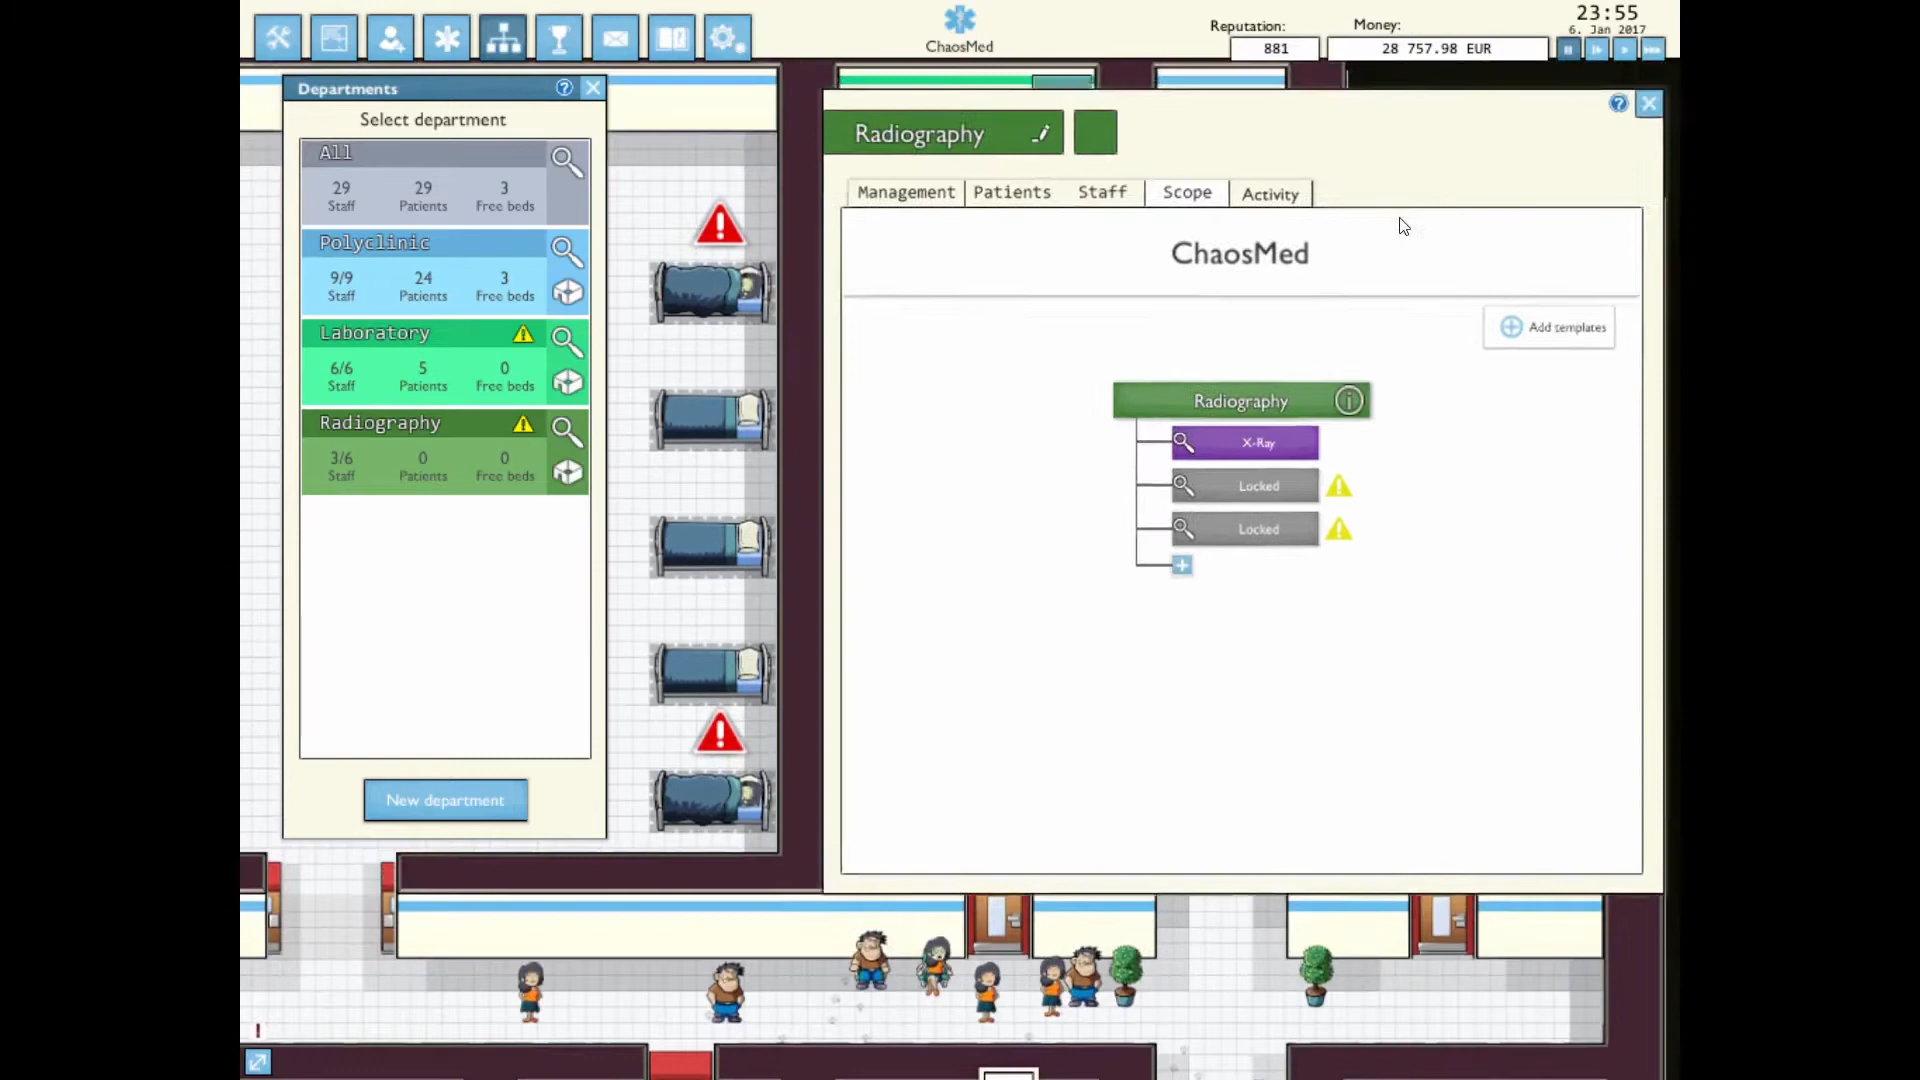 ChaosMed
Reputation:
881
Money:
28 757.98 EUR
23:55
6. Jan 2017
Departments
Select department
All
29 29 3
Staff Patients Free beds
Polyclinic
9/9 24 3
Staff Patients Free beds
Laboratory
6/6 5 0
Staff Patients Free beds
Radiography
3/6 0 0
Staff Patients Free beds
New department
Radiography
Management Patients Staff Scope Activity
ChaosMed
Add templates
Radiography
X-Ray
Locked
Locked